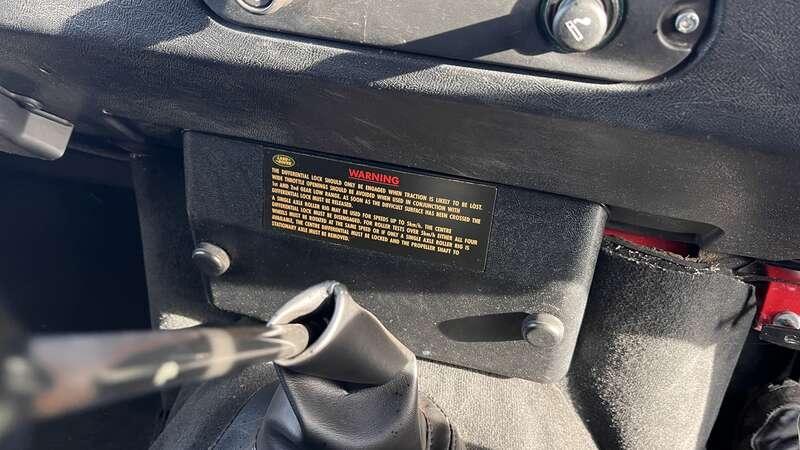 LAND ROVER
WARNING
THE DIFFERENTIAL LOCK SHOULD ONLY BE ENGAGED WHEN TRACTION IS LIKELY TO BE LOST.
WIDE THROTTLE OPENINGS SHOULD BE AVOIDED WHEN USED IN CONJUNCTION WITH
1st AND 2nd GEAR LOW RANGE. AS SOON AS THE DIFFICULT SURFACE HAS BEEN CROSSED THE
DIFFERENTIAL LOCK MUST BE RELEASED.
A SINGLE AXLE ROLLER RIG MAY BE USED FOR SPEEDS UP TO 5km/h. THE CENTRE
DIFFERENTIAL LOCK MUST BE DISENGAGED. FOR ROLLER TESTS OVER 5km/h EITHER ALL FOUR
WHEELS MUST BE ROTATED AT THE SAME SPEED OR IF ONLY A SINGLE AXLE ROLLER RIG IS
AVAILABLE, THE CENTRE DIFFERENTIAL MUST BE LOCKED AND THE PROPELLER SHAFT TO
STATIONARY AXLE MUST BE REMOVED.